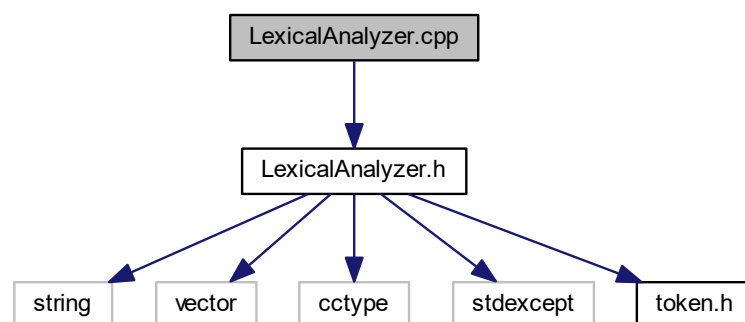 LexicalAnalyzer.cpp
LexicalAnalyzer.h
string
vector
cctype
stdexcept
token.h